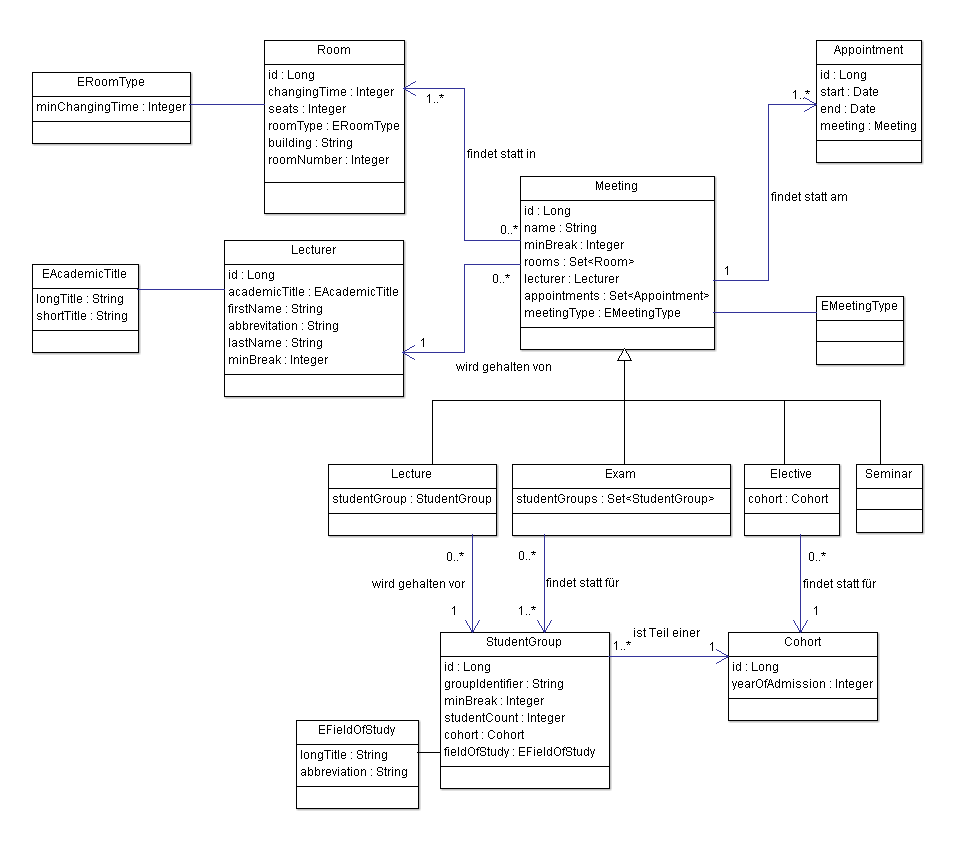 Room
id : Long
changingTime : Integer
seats : Integer
roomType : ERoomType
building : String
roomNumber : Integer
ERoomType
minChangingTime : Integer
Appointment
id : Long
start : Date
end : Date
meeting : Meeting
1..*
findet statt in
0..*
1..*
findet statt am
1
Meeting
id : Long
name : String
minBreak : Integer
rooms : Set<Room>
lecturer : Lecturer
appointments : Set<Appointment>
meetingType : EMeetingType
Lecturer
id : Long
academicTitle : EAcademicTitle
firstName : String
abbrevitation : String
lastName : String
minBreak : Integer
EAcademicTitle
longTitle : String
shortTitle : String
0..*
1
wird gehalten von
EMeetingType
Lecture
studentGroup : StudentGroup
Exam
studentGroups : Set<StudentGroup>
Elective
cohort : Cohort
Seminar
0..*
wird gehalten vor
1
0..*
findet statt für
1..*
0..*
findet statt für
1
StudentGroup
id : Long
groupIdentifier : String
minBreak : Integer
studentCount : Integer
cohort : Cohort
fieldOfStudy : EFieldOfStudy
ist Teil einer
1..*
1
Cohort
id : Long
yearOfAdmission : Integer
EFieldOfStudy
longTitle : String
abbreviation : String